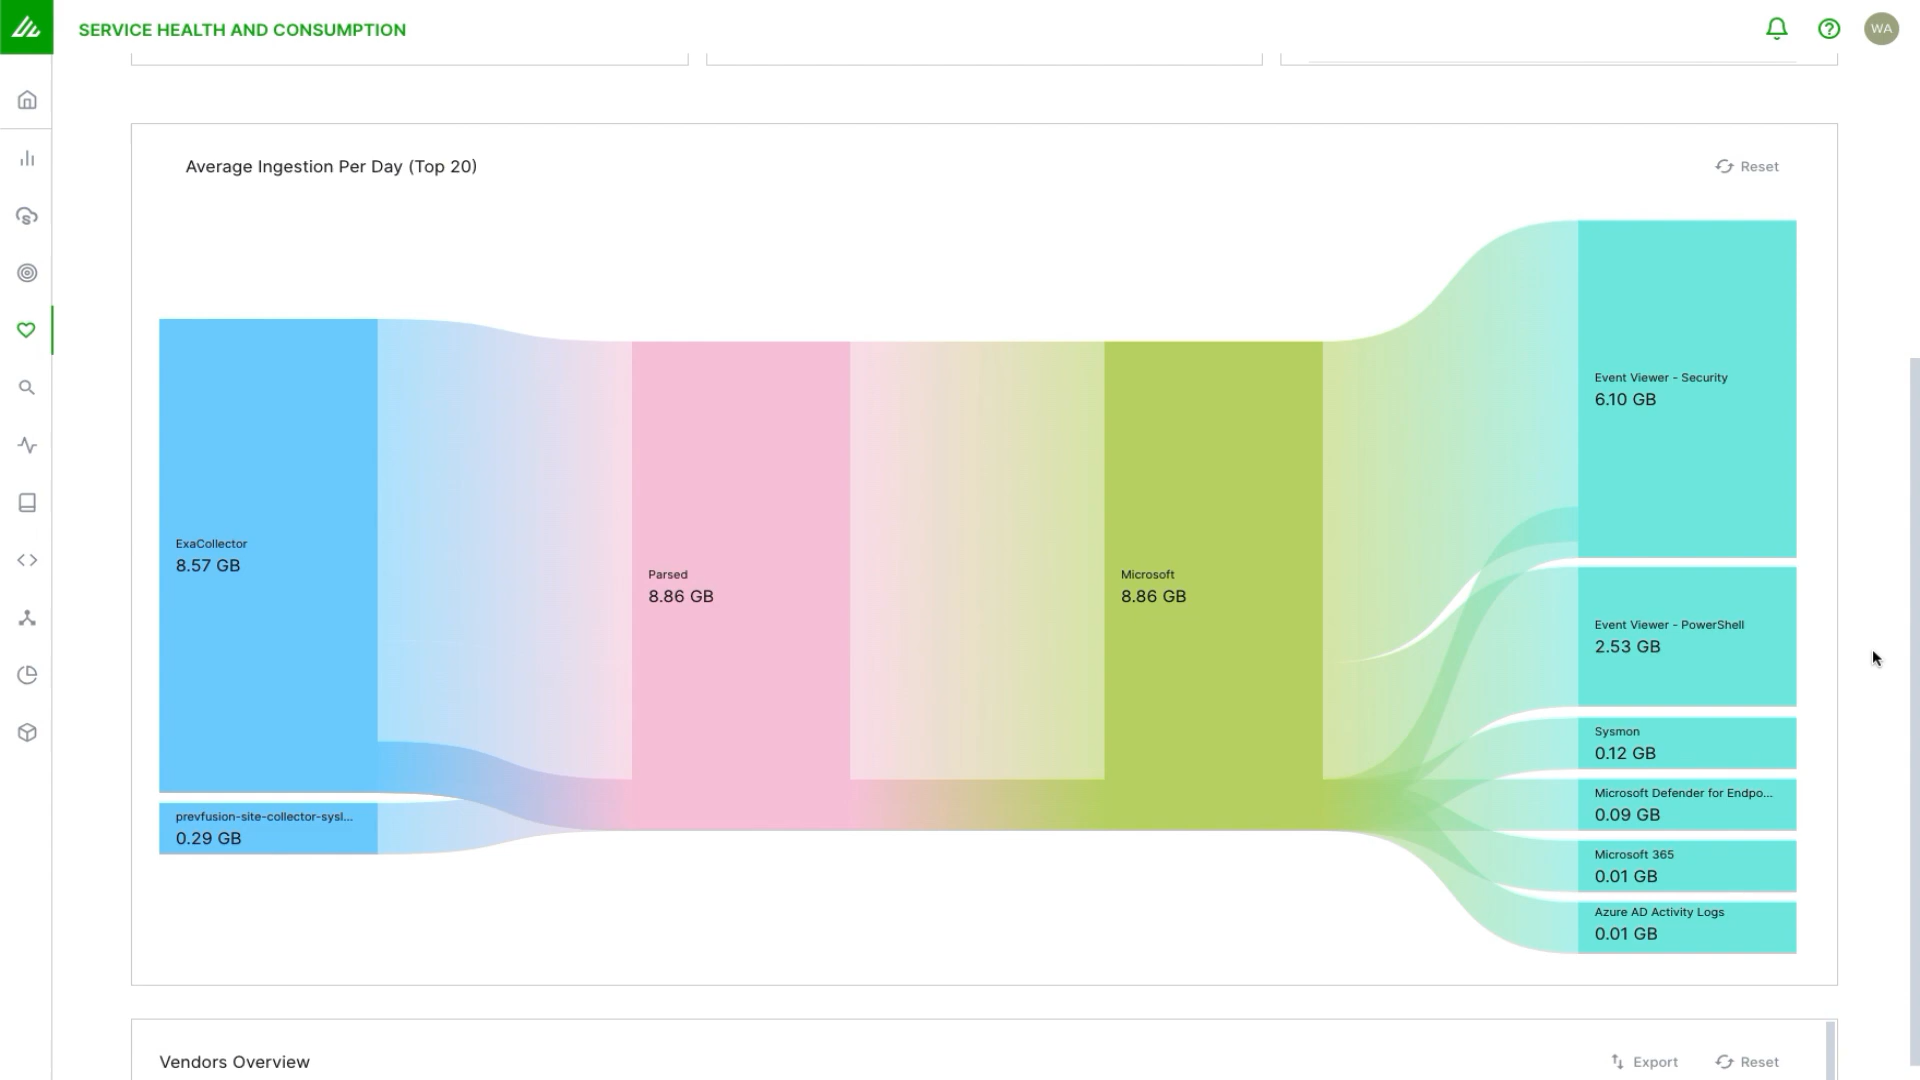 SERVICE HEALTH AND CONSUMPTION
WA
Average Ingestion Per Day (Top 20)
Reset
ExaCollector
8.57 GB
prevfusion-site-collector-sysl...
0.29 GB
Parsed
8.86 GB
Microsoft
8.86 GB
Event Viewer - Security
6.10 GB
Event Viewer - PowerShell
2.53 GB
Sysmon
0.12 GB
Microsoft Defender for Endpo...
0.09 GB
Microsoft 365
0.01 GB
Azure AD Activity Logs
0.01 GB
Vendors Overview
Export
Reset